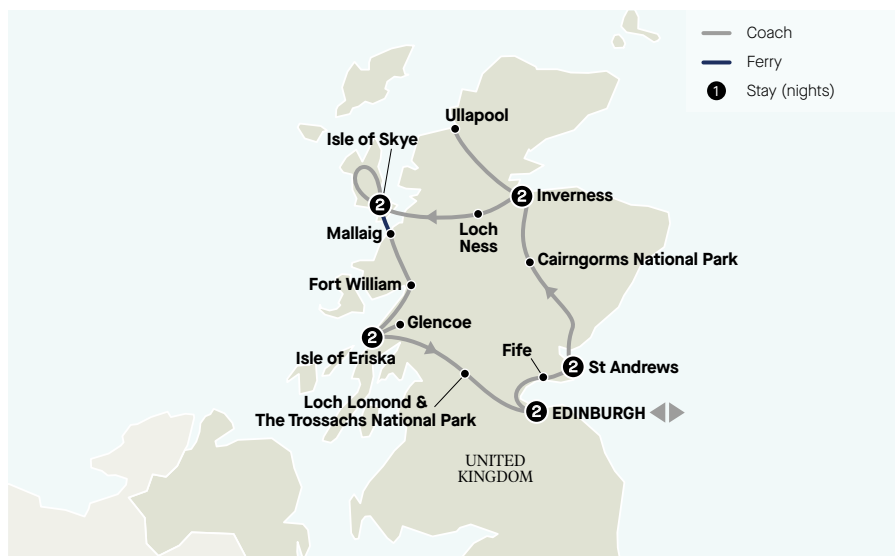 Coach
Ferry
1 Stay (nights)
Ullapool
Isle of Skye
2 Inverness
2
Mallaig
Loch
Ness
Cairngorms National Park
Fort William
Glencoe
2
Isle of Eriska
Fife
2 St Andrews
Loch Lomond &
The Trossachs National Park
2 EDINBURGH
UNITED
KINGDOM